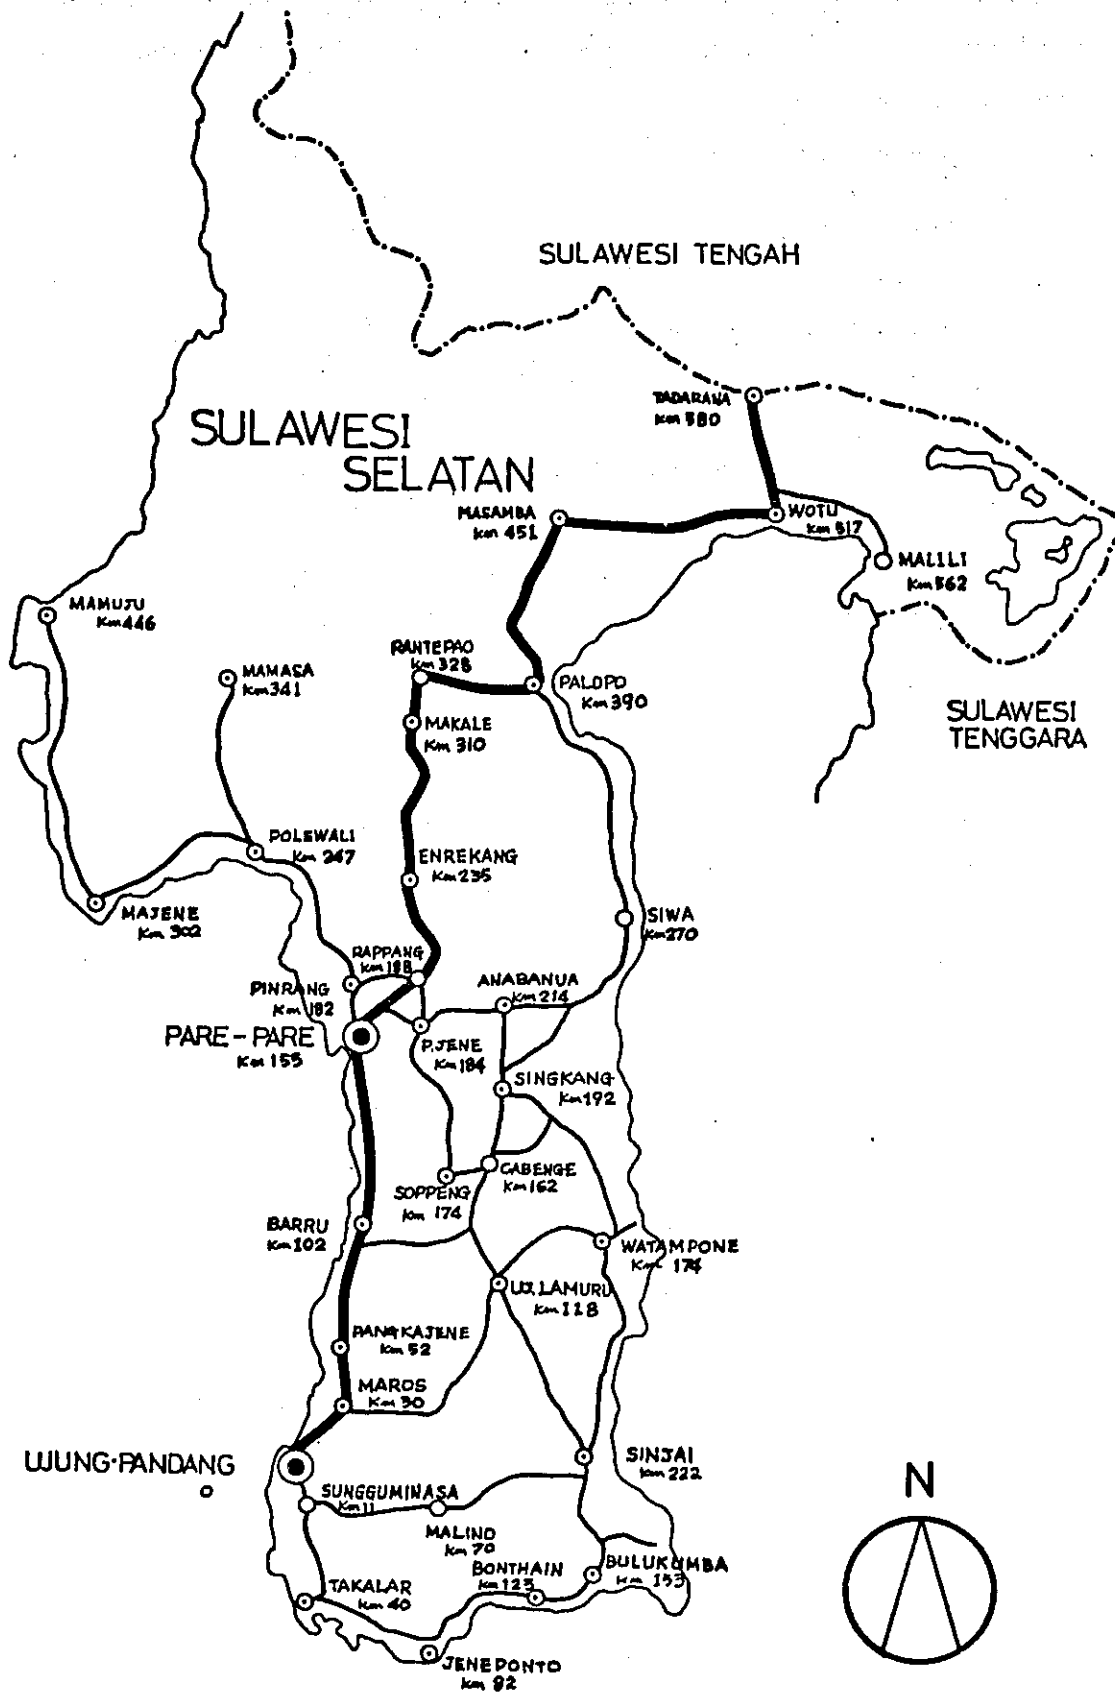 SULAWESI TENGAH
TADARANA
Km 580
SULAWESI
SELATAN
MASAMBA
Km 451
WOTU
Km 517
MALILI
Km 562
MAMUJU
Km 446
RANTEPAO
Km 328
MAMASA
Km 341
PALOPO
Km 390
MAKALE
Km 310
SULAWESI
TENGGARA
POLEWALI
Km 247
ENREKANG
Km 235
MAJENE
Km 302
SIWA
Km 270
RAPPANG
Km 188
PINRANG
Km 182
ANABANUA
Km 214
PARE-PARE
Km 155
P.JENE
Km 184
SINGKANG
Km 192
CABENGE
Km 162
SOPPENG
Km 174
BARRU
Km 102
WATAMPONE
Km 174
LAMURU
Km 118
PANGKAJENE
Km 52
MAROS
Km 30
UJUNG·PANDANG
SINJAI
Km 222
SUNGGUMINASA
Km 11
MALINO
Km 70
BONTHAIN
Km 123
BULUKUMBA
Km 153
TAKALAR
Km 40
JENEPONTO
Km 92
N